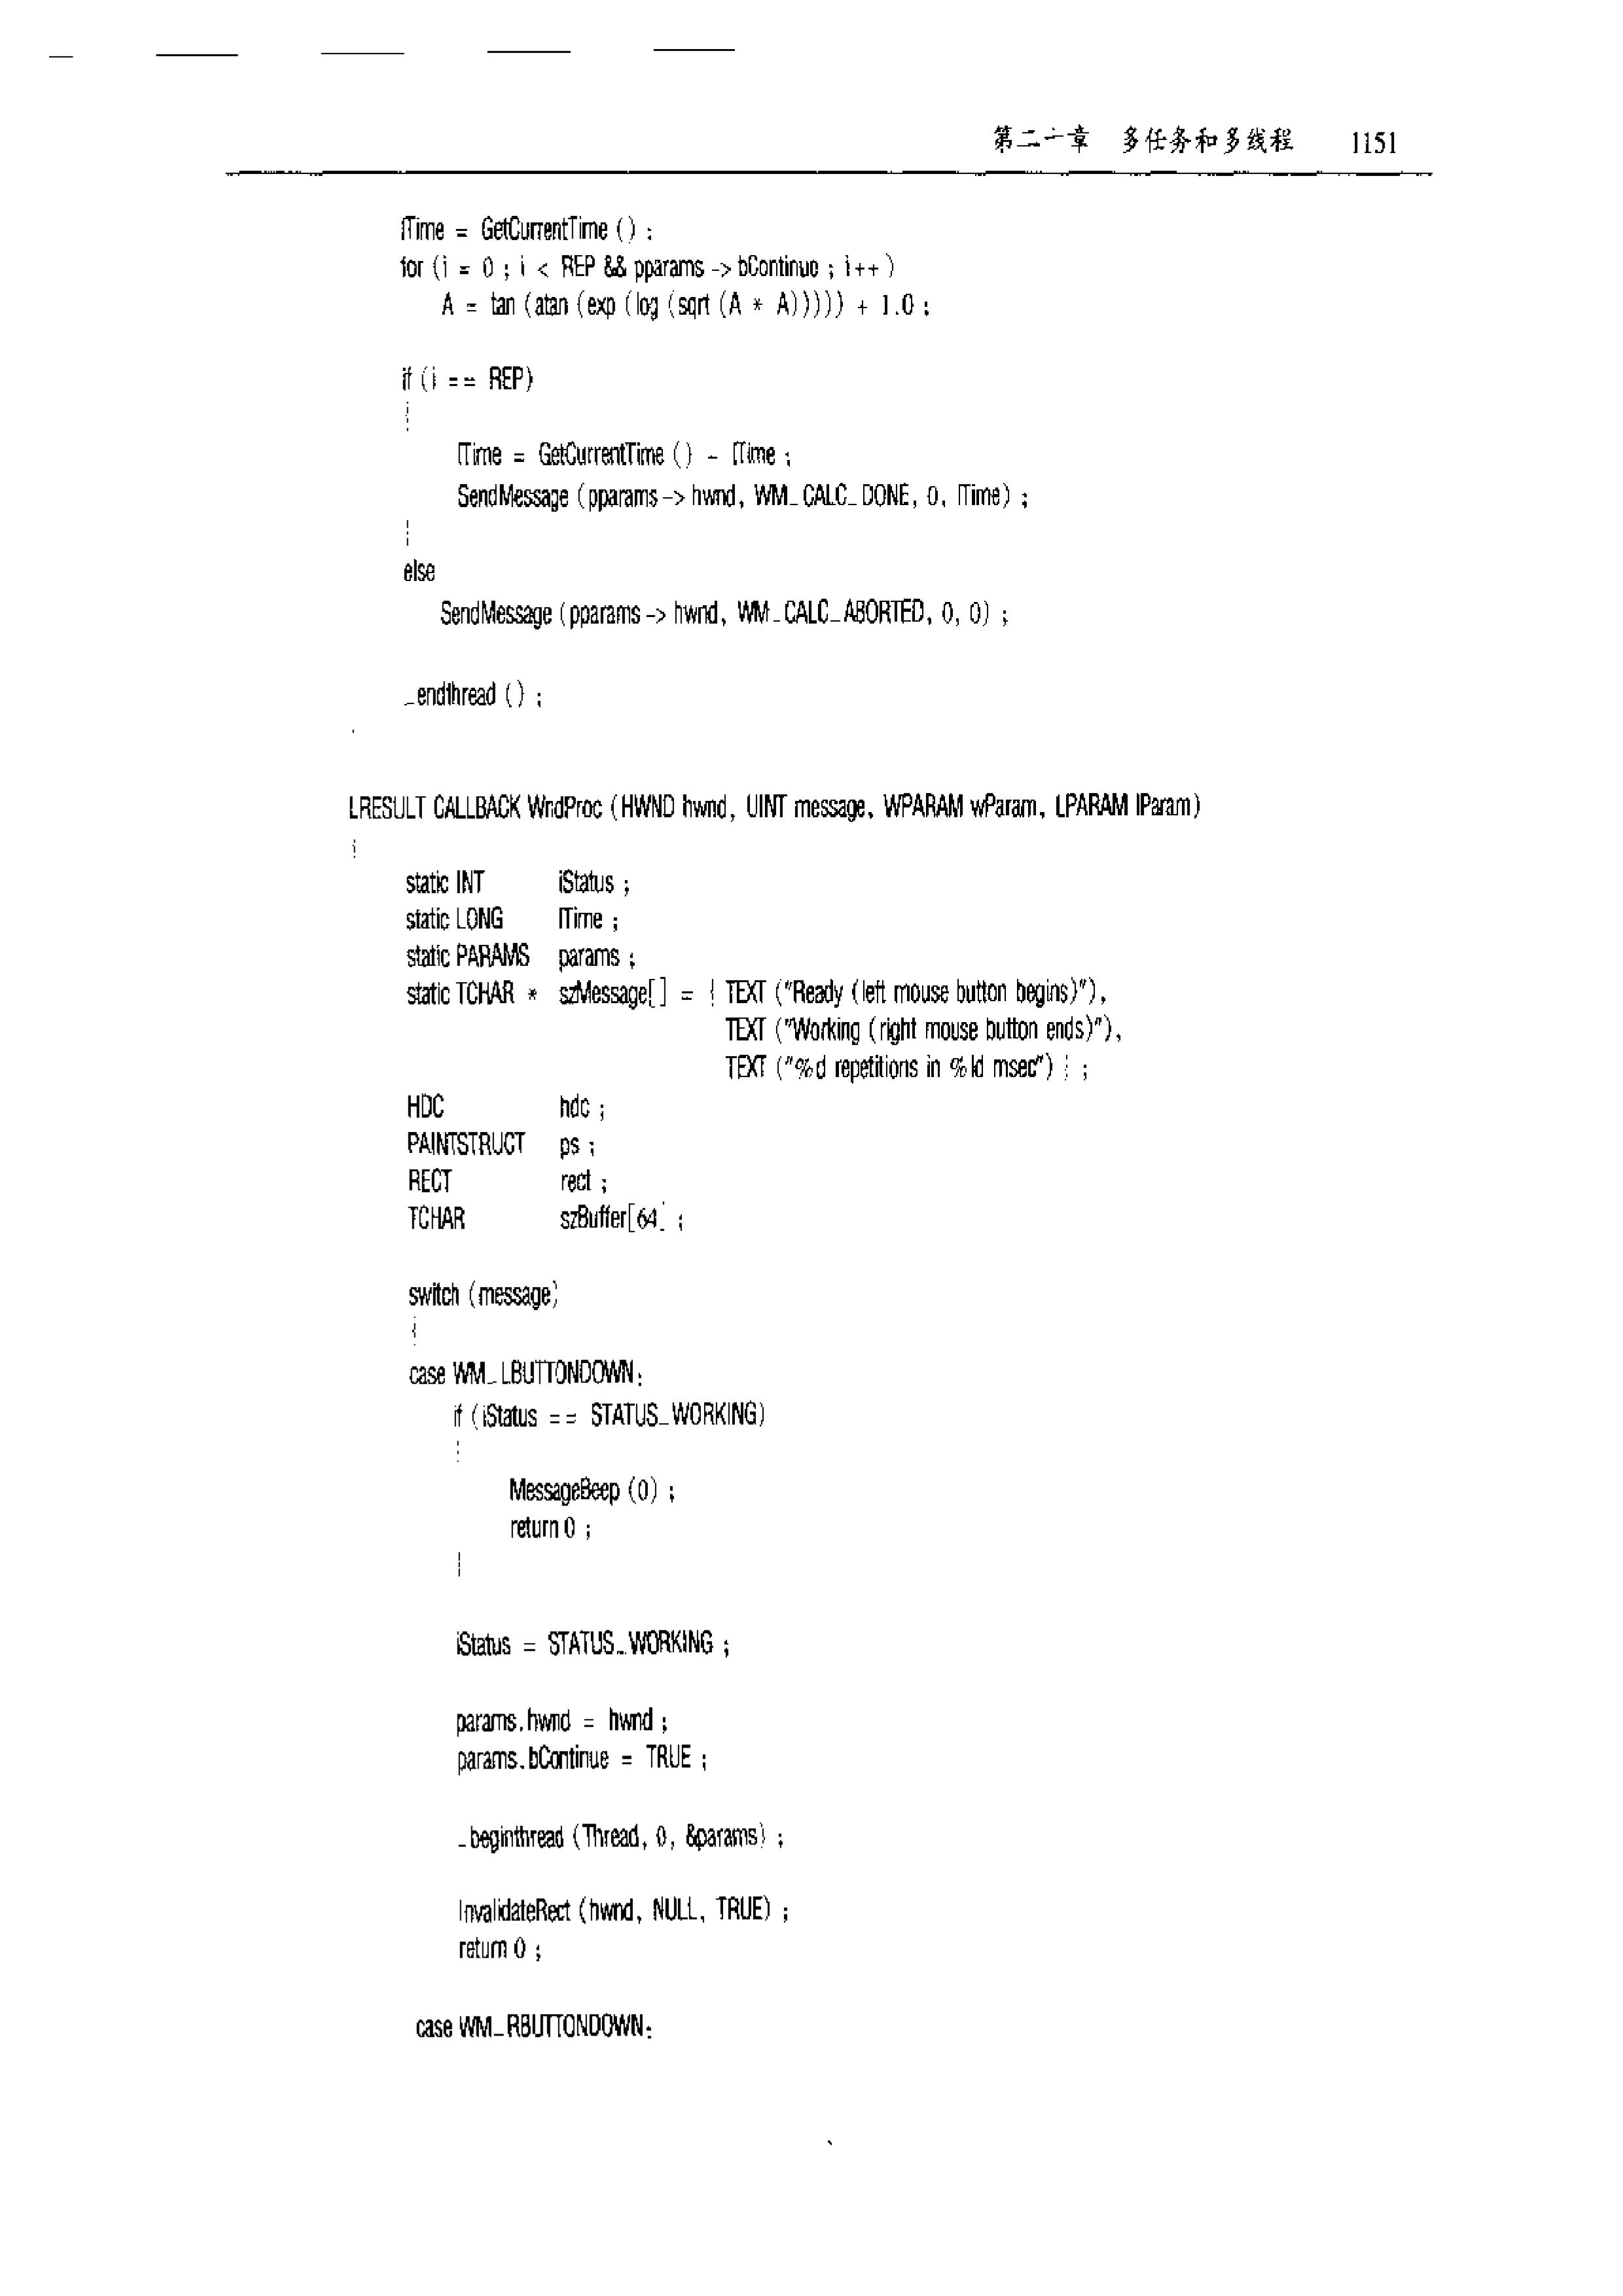 第二十章 多任务和多线程 1151
lTime = GetCurrentTime () ;
for (i = 0 ; i < REP && pparams -> bContinue ; i++ )
A = tan (atan (exp (log (sqrt (A * A))))) + 1.0 ;
if (i == REP)
{
lTime = GetCurrentTime () - lTime ;
SendMessage (pparams -> hwnd, WM_CALC_DONE, 0, lTime) ;
}
else
SendMessage (pparams -> hwnd, WM_CALC_ABORTED, 0, 0) ;
_endthread () ;
LRESULT CALLBACK WndProc (HWND hwnd, UINT message, WPARAM wParam, LPARAM lParam)
{
static INT iStatus ;
static LONG lTime ;
static PARAMS params ;
static TCHAR * szMessage[] = { TEXT ("Ready (left mouse button begins)"),
TEXT ("Working (right mouse button ends)"),
TEXT ("%d repetitions in %ld msec") } ;
HDC hdc ;
PAINTSTRUCT ps ;
RECT rect ;
TCHAR szBuffer[64] ;
switch (message)
{
case WM_LBUTTONDOWN:
if (iStatus == STATUS_WORKING)
{
MessageBeep (0) ;
return 0 ;
}
iStatus = STATUS_WORKING ;
params.hwnd = hwnd ;
params.bContinue = TRUE ;
_beginthread (Thread, 0, &params) ;
InvalidateRect (hwnd, NULL, TRUE) ;
return 0 ;
case WM_RBUTTONDOWN: